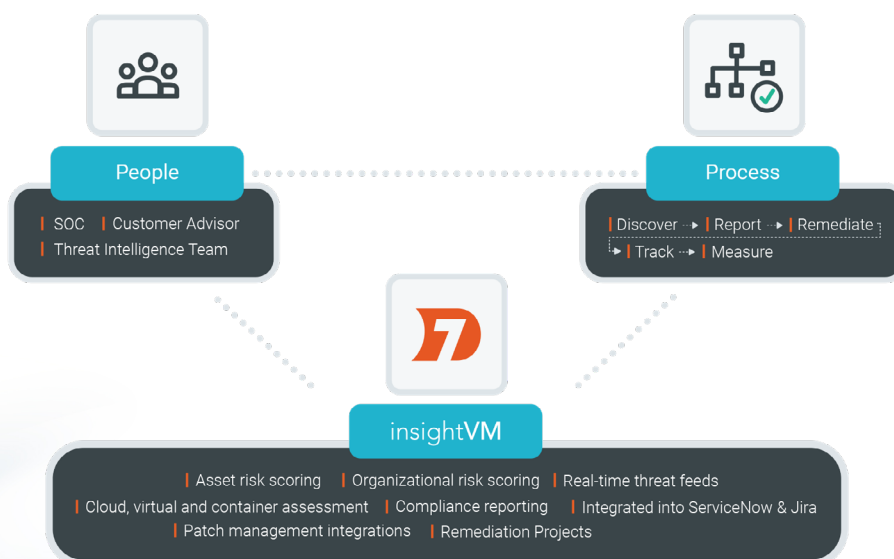 People
SOC Customer Advisor
Threat Intelligence Team
Process
Discover Report Remediate
Track Measure
7
insightVM
Asset risk scoring Organizational risk scoring Real-time threat feeds
Cloud, virtual and container assessment Compliance reporting Integrated into ServiceNow & Jira
Patch management integrations Remediation Projects